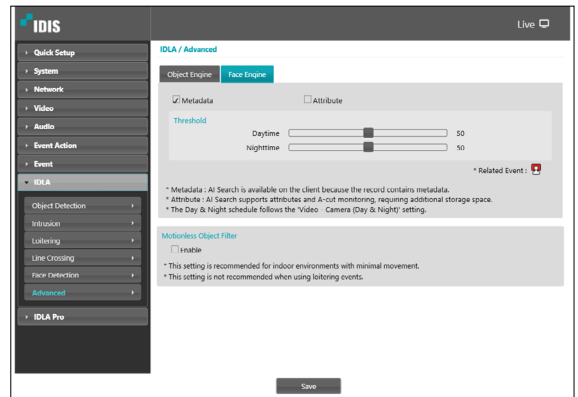 IDIS
Live
Quick Setup
System
Network
Video
Audio
Event Action
Event
IDLA
Object Detection
Intrusion
Loitering
Line Crossing
Face Detection
Advanced
IDLA Pro
IDLA / Advanced
Object Engine Face Engine
Metadata Attribute
Threshold
Daytime 50
Nighttime 50
* Related Event :
* Metadata : AI Search is available on the client because the record contains metadata.
* Attribute : AI Search supports attributes and A-cut monitoring, requiring additional storage space.
* The Day & Night schedule follows the 'Video - Camera (Day & Night)' setting.
Motionless Object Filter
Enable
* This setting is recommended for indoor environments with minimal movement.
* This setting is not recommended when using loitering events.
Save